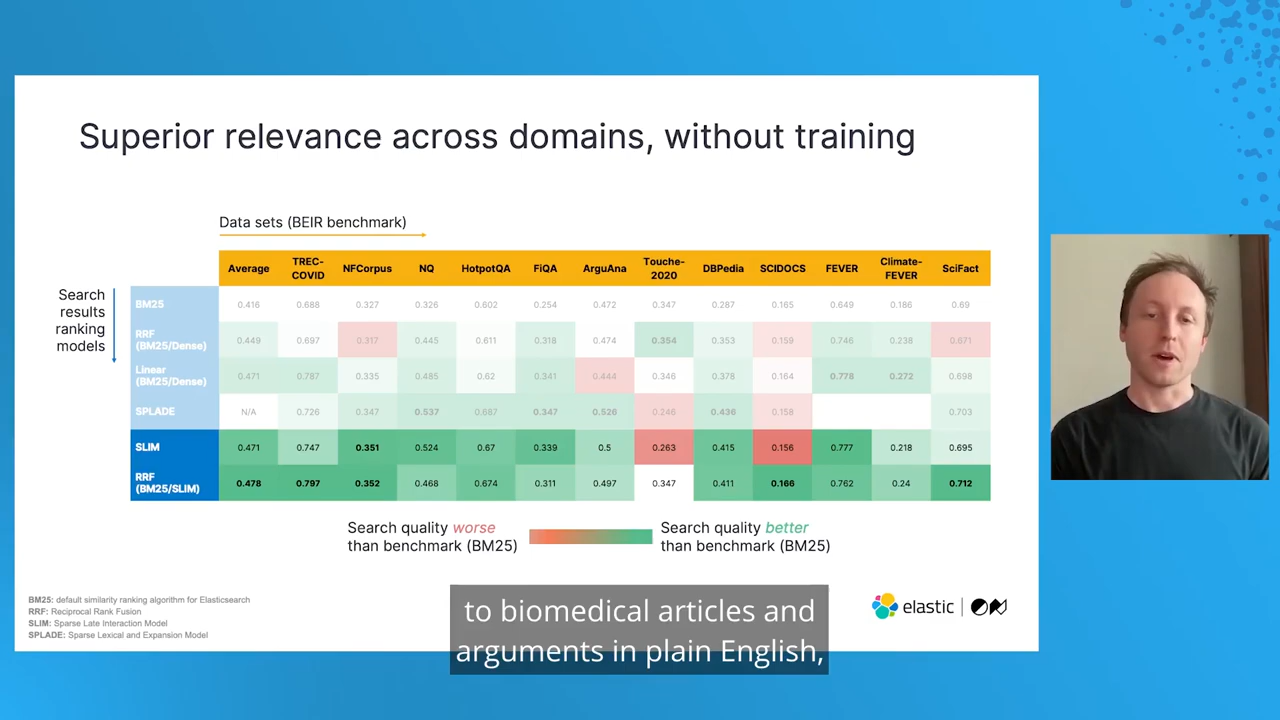 Superior relevance across domains, without training
Data sets (BEIR benchmark)
Search
results
ranking
models
Average TREC-COVID NFCorpus NQ HotpotQA FiQA ArguAna Touche-2020 DBPedia SCIDOCS FEVER Climate-FEVER SciFact
BM25 0.416 0.688 0.327 0.326 0.602 0.254 0.472 0.347 0.287 0.165 0.649 0.186 0.69
RRF (BM25/Dense) 0.449 0.697 0.317 0.445 0.611 0.318 0.474 0.354 0.353 0.159 0.746 0.238 0.671
Linear (BM25/Dense) 0.471 0.787 0.335 0.485 0.62 0.341 0.444 0.346 0.378 0.164 0.778 0.272 0.698
SPLADE N/A 0.726 0.347 0.537 0.687 0.347 0.526 0.246 0.436 0.158 0.703
SLIM 0.471 0.747 0.351 0.524 0.67 0.339 0.5 0.263 0.415 0.156 0.777 0.218 0.695
RRF (BM25/SLIM) 0.478 0.797 0.352 0.468 0.674 0.311 0.497 0.347 0.411 0.166 0.762 0.24 0.712
Search quality worse
than benchmark (BM25)
Search quality better
than benchmark (BM25)
BM25: default similarity ranking algorithm for Elasticsearch
RRF: Reciprocal Rank Fusion
SLIM: Sparse Late Interaction Model
SPLADE: Sparse Lexical and Expansion Model
elastic
to biomedical articles and
arguments in plain English,